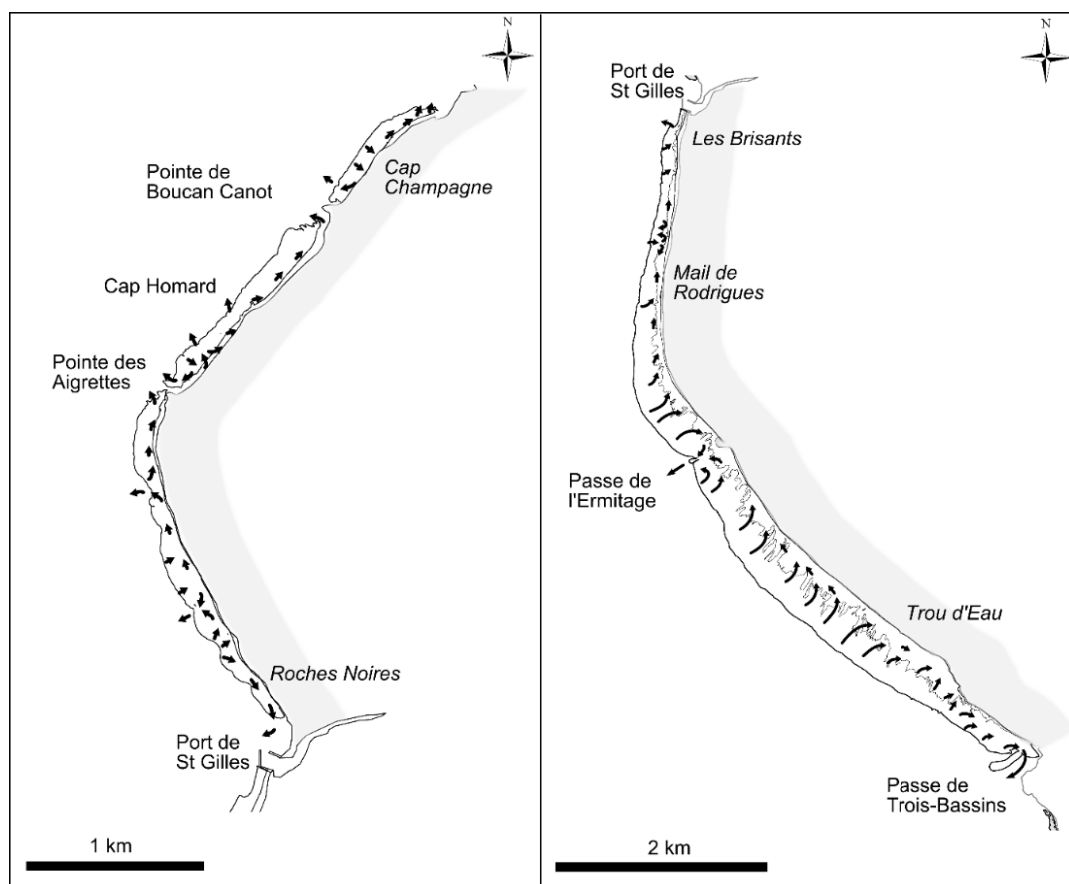 N
Pointe de
Boucan Canot
Cap
Champagne
Cap Homard
Pointe des
Aigrettes
Roches Noires
Port de
St Gilles
1 km
N
Port de
St Gilles
Les Brisants
Mail de
Rodrigues
Passe de
l'Ermitage
Trou d'Eau
Passe de
Trois-Bassins
2 km